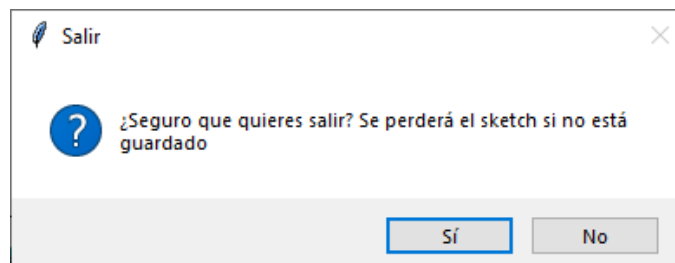 Salir
¿Seguro que quieres salir? Se perderá el sketch si no está
guardado
Sí
No